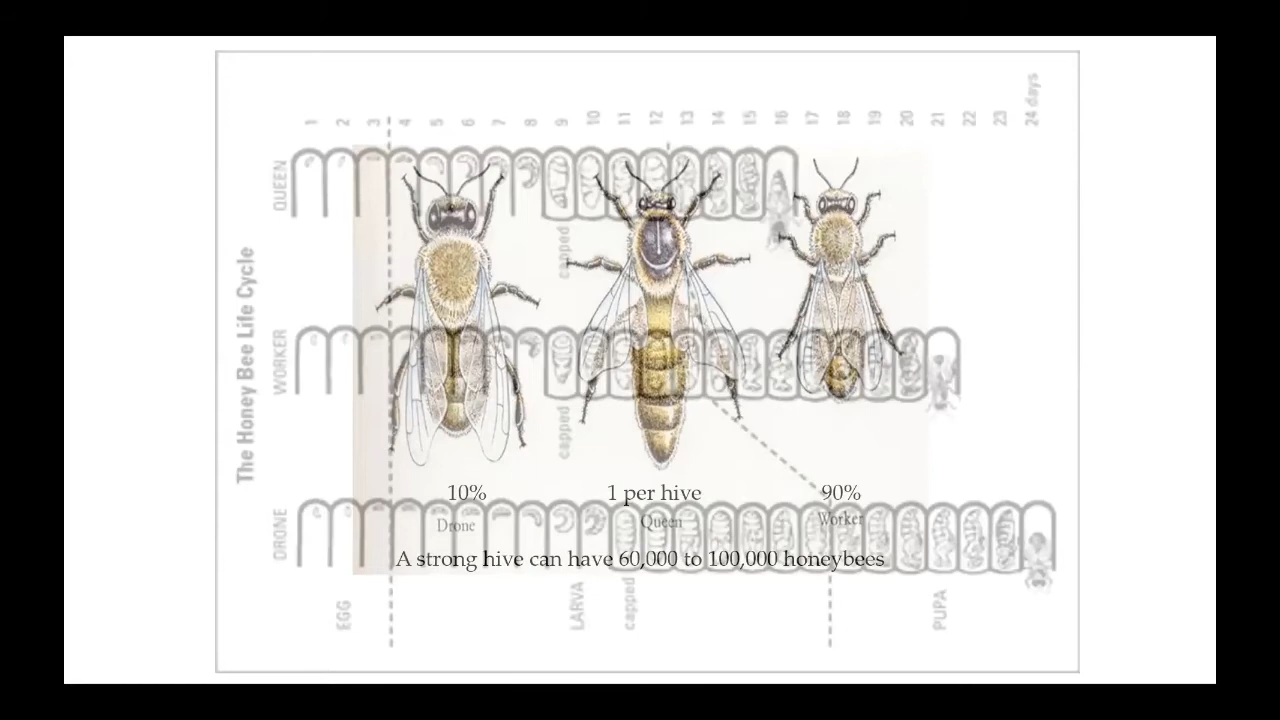 The Honey Bee Life Cycle
1 2 3 4 5 6 7 8 9 10 11 12 13 14 15 16 17 18 19 20 21 22 23 24 days
QUEEN
capped
WORKER
capped
10% 1 per hive 90%
Drone Queen Worker
DRONE
A strong hive can have 60,000 to 100,000 honeybees
EGG LARVA capped PUPA